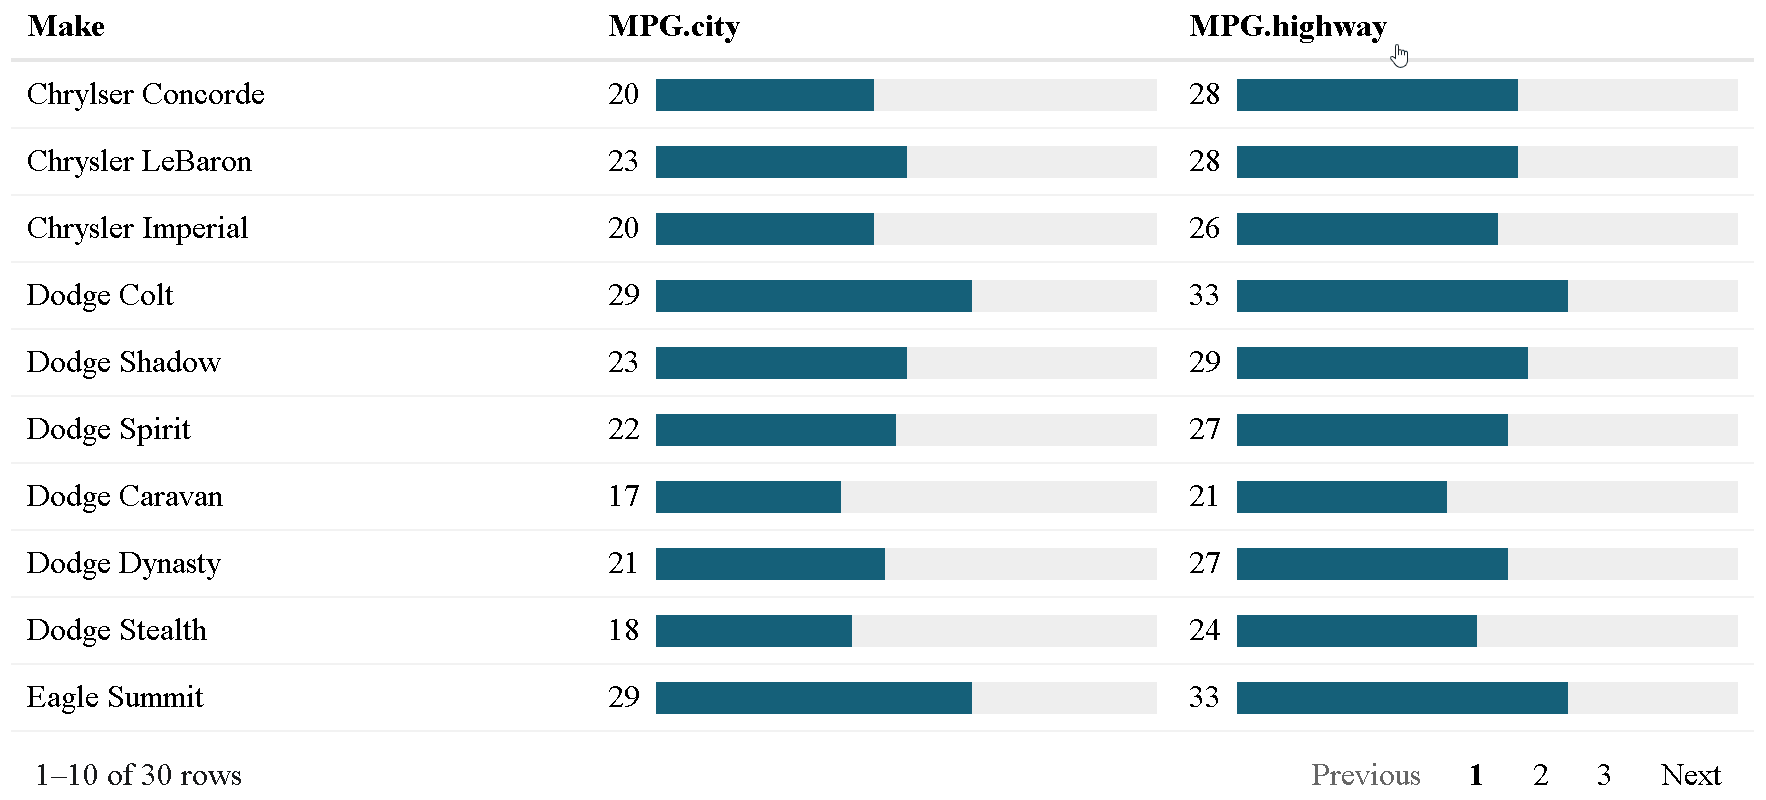 Make MPG.city MPG.highway
Chrylser Concorde 20 28
Chrysler LeBaron 23 28
Chrysler Imperial 20 26
Dodge Colt 29 33
Dodge Shadow 23 29
Dodge Spirit 22 27
Dodge Caravan 17 21
Dodge Dynasty 21 27
Dodge Stealth 18 24
Eagle Summit 29 33
1–10 of 30 rows Previous 1 2 3 Next